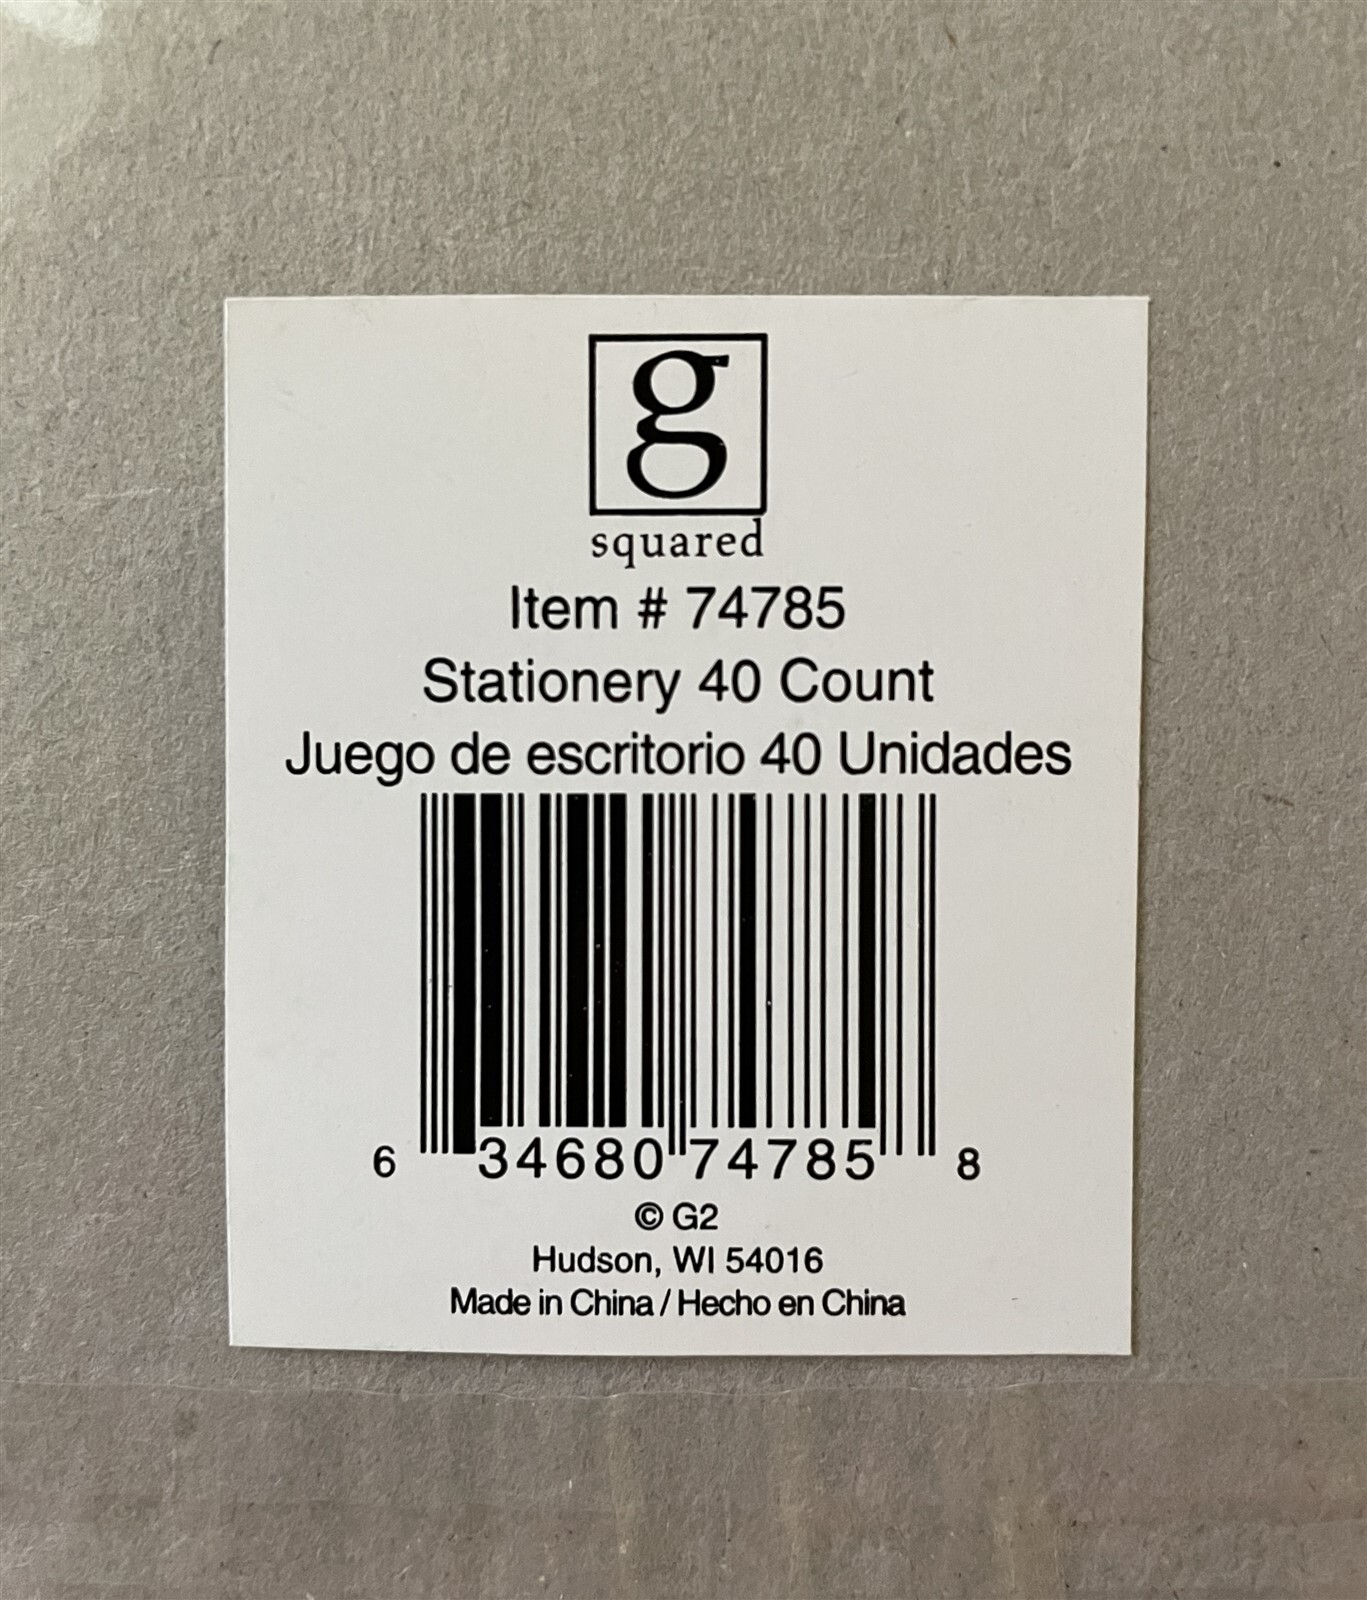 g
squared
Item # 74785
Stationery 40 Count
Juego de escritorio 40 Unidades
6 34680 74785 8
© G2
Hudson, WI 54016
Made in China / Hecho en China